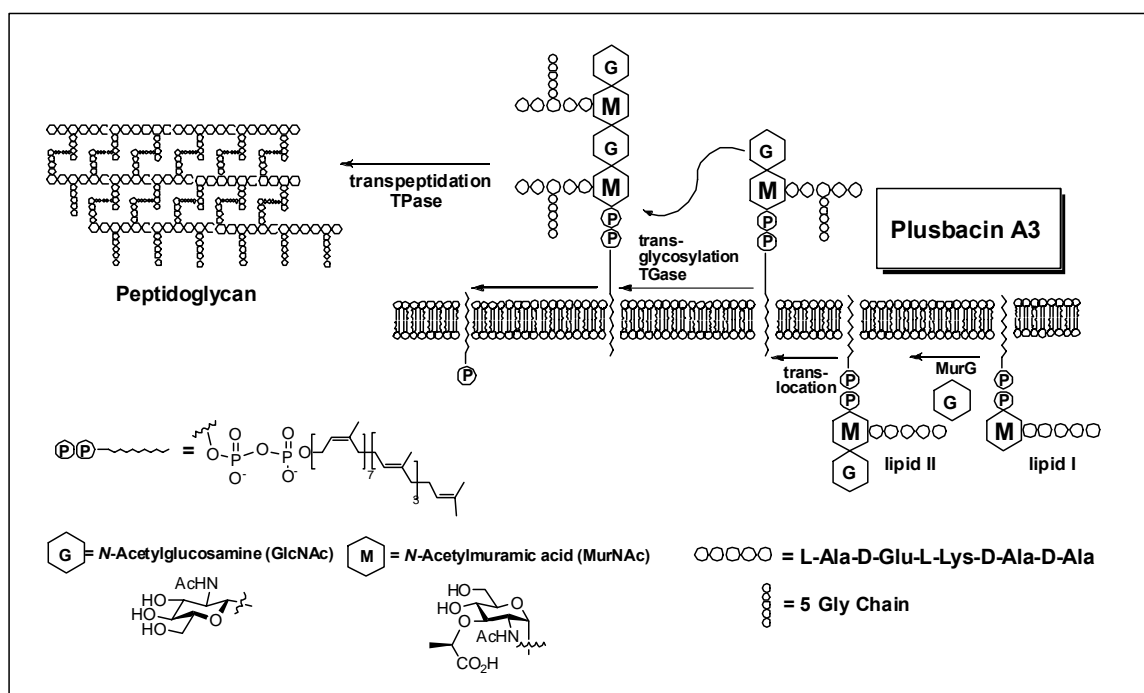 G
M
G
M
P
P
G
M
P
P
transpeptidation
TPase
trans-
glycosylation
TGase
Plusbacin A3
Peptidoglycan
P
trans-
location
MurG
G
P
P
M
G
lipid II
P
P
M
lipid I
P P = O O O
O P O P O
O- O-
7
3
G = N-Acetylglucosamine (GlcNAc)
M = N-Acetylmuramic acid (MurNAc)
= L-Ala-D-Glu-L-Lys-D-Ala-D-Ala
= 5 Gly Chain
AcHN
HO
HO
HO
O
HO
HO
O
O
AcHN
O
CO2H